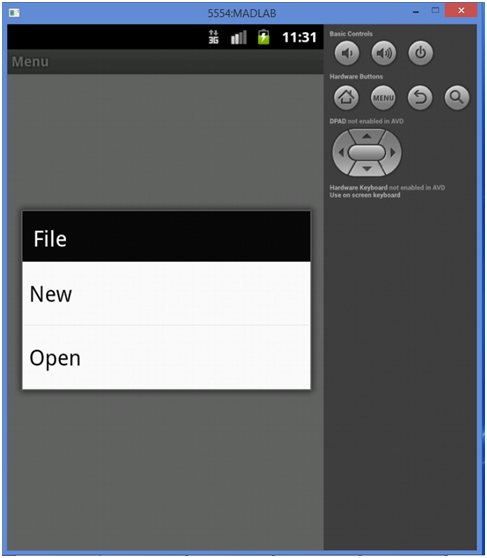 5554:MADLAB
3G 11:31
Menu
File
New
Open
Basic Controls
Hardware Buttons
MENU
DPAD not enabled in AVD
Hardware Keyboard not enabled in AVD
Use on screen keyboard